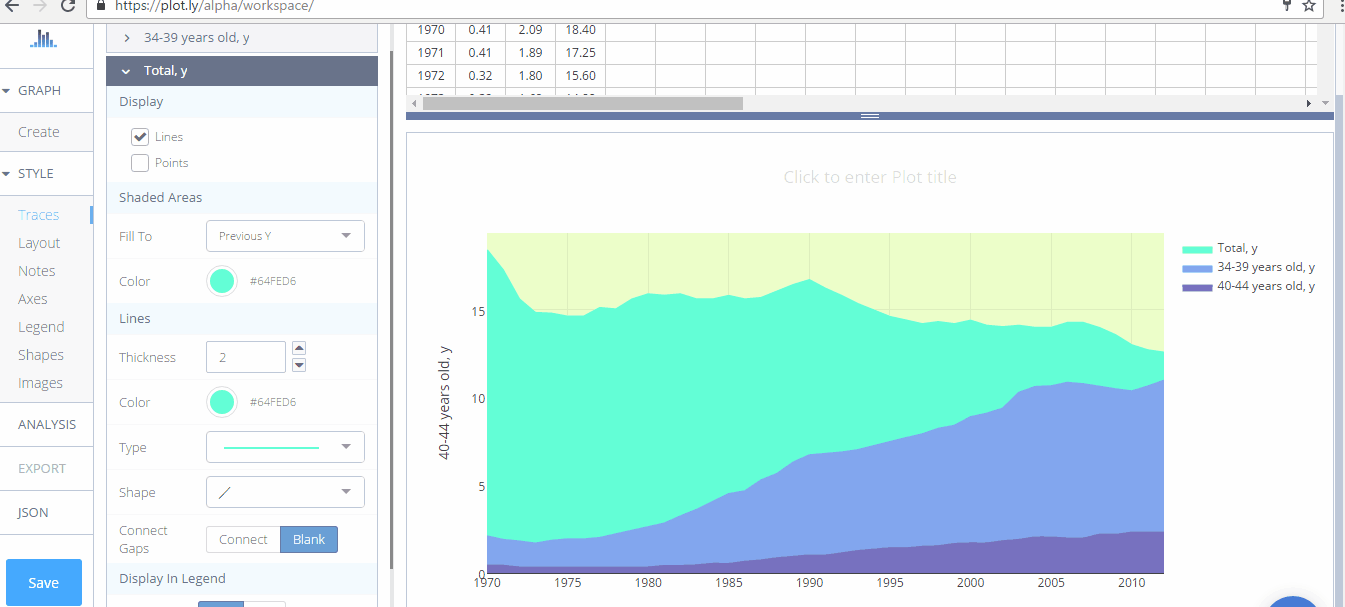 https://plot.ly/alpha/workspace/
GRAPH
Create
STYLE
Traces
Layout
Notes
Axes
Legend
Shapes
Images
ANALYSIS
EXPORT
JSON
Save
34-39 years old, y
Total, y
Display
Lines
Points
Shaded Areas
Fill To Previous Y
Color #64FED6
Lines
Thickness 2
Color #64FED6
Type
Shape
Connect Gaps Connect Blank
Display In Legend
1970 0.41 2.09 18.40
1971 0.41 1.89 17.25
1972 0.32 1.80 15.60
Click to enter Plot title
Total, y
34-39 years old, y
40-44 years old, y
40-44 years old, y
15
10
5
0
1970 1975 1980 1985 1990 1995 2000 2005 2010